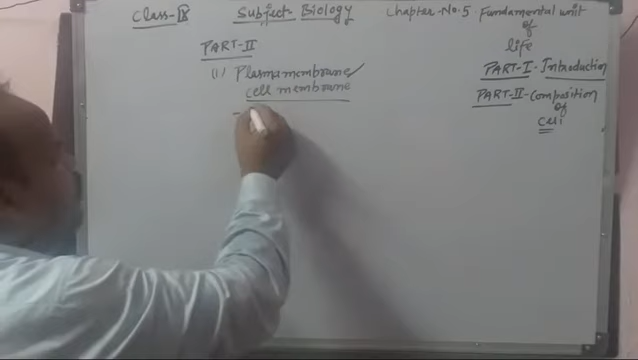 Class-IX Subject- Biology Chapter-No.5 Fundamental unit
of
life
PART-I-Introduction
PART-II-Composition
of
Cell
PART-II
(1) Plasmamembrane
cell membrane